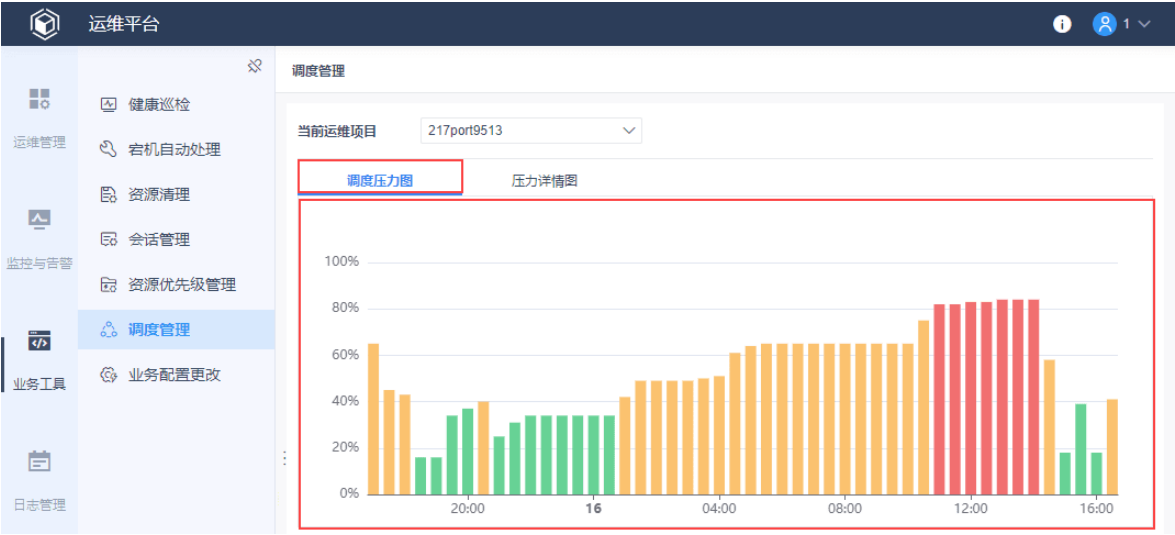 运维平台
1
运维管理
监控与告警
业务工具
日志管理
健康巡检
宕机自动处理
资源清理
会话管理
资源优先级管理
调度管理
业务配置更改
调度管理
当前运维项目 217port9513
调度压力图 压力详情图
100%
80%
60%
40%
20%
0%
20:00 16 04:00 08:00 12:00 16:00